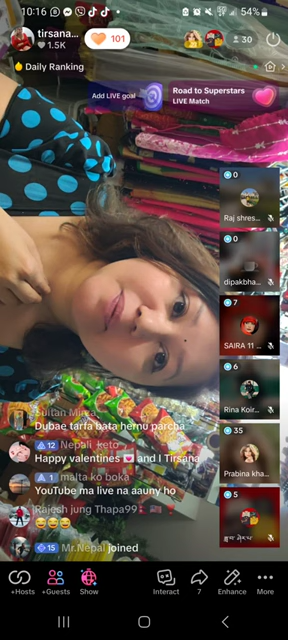 10:16
54%
tirsana...
1.5K
101
30
Daily Ranking
Add LIVE goal
Road to Superstars
LIVE Match
0
Raj shres...
0
dipakbha...
7
SAIRA 11 ...
6
Rina Koir...
35
Prabina kha...
5
Sultan Mirza
Dubae tarfa bata hernu parcha
12 Nepali_keto
Happy valentines and I Tirsana
1 malta ko boka
YouTube ma live na aauny ho
Rajesh jung Thapa99
15 Mr.Nepal joined
+Hosts
+Guests
Show
Interact
7
Enhance
More